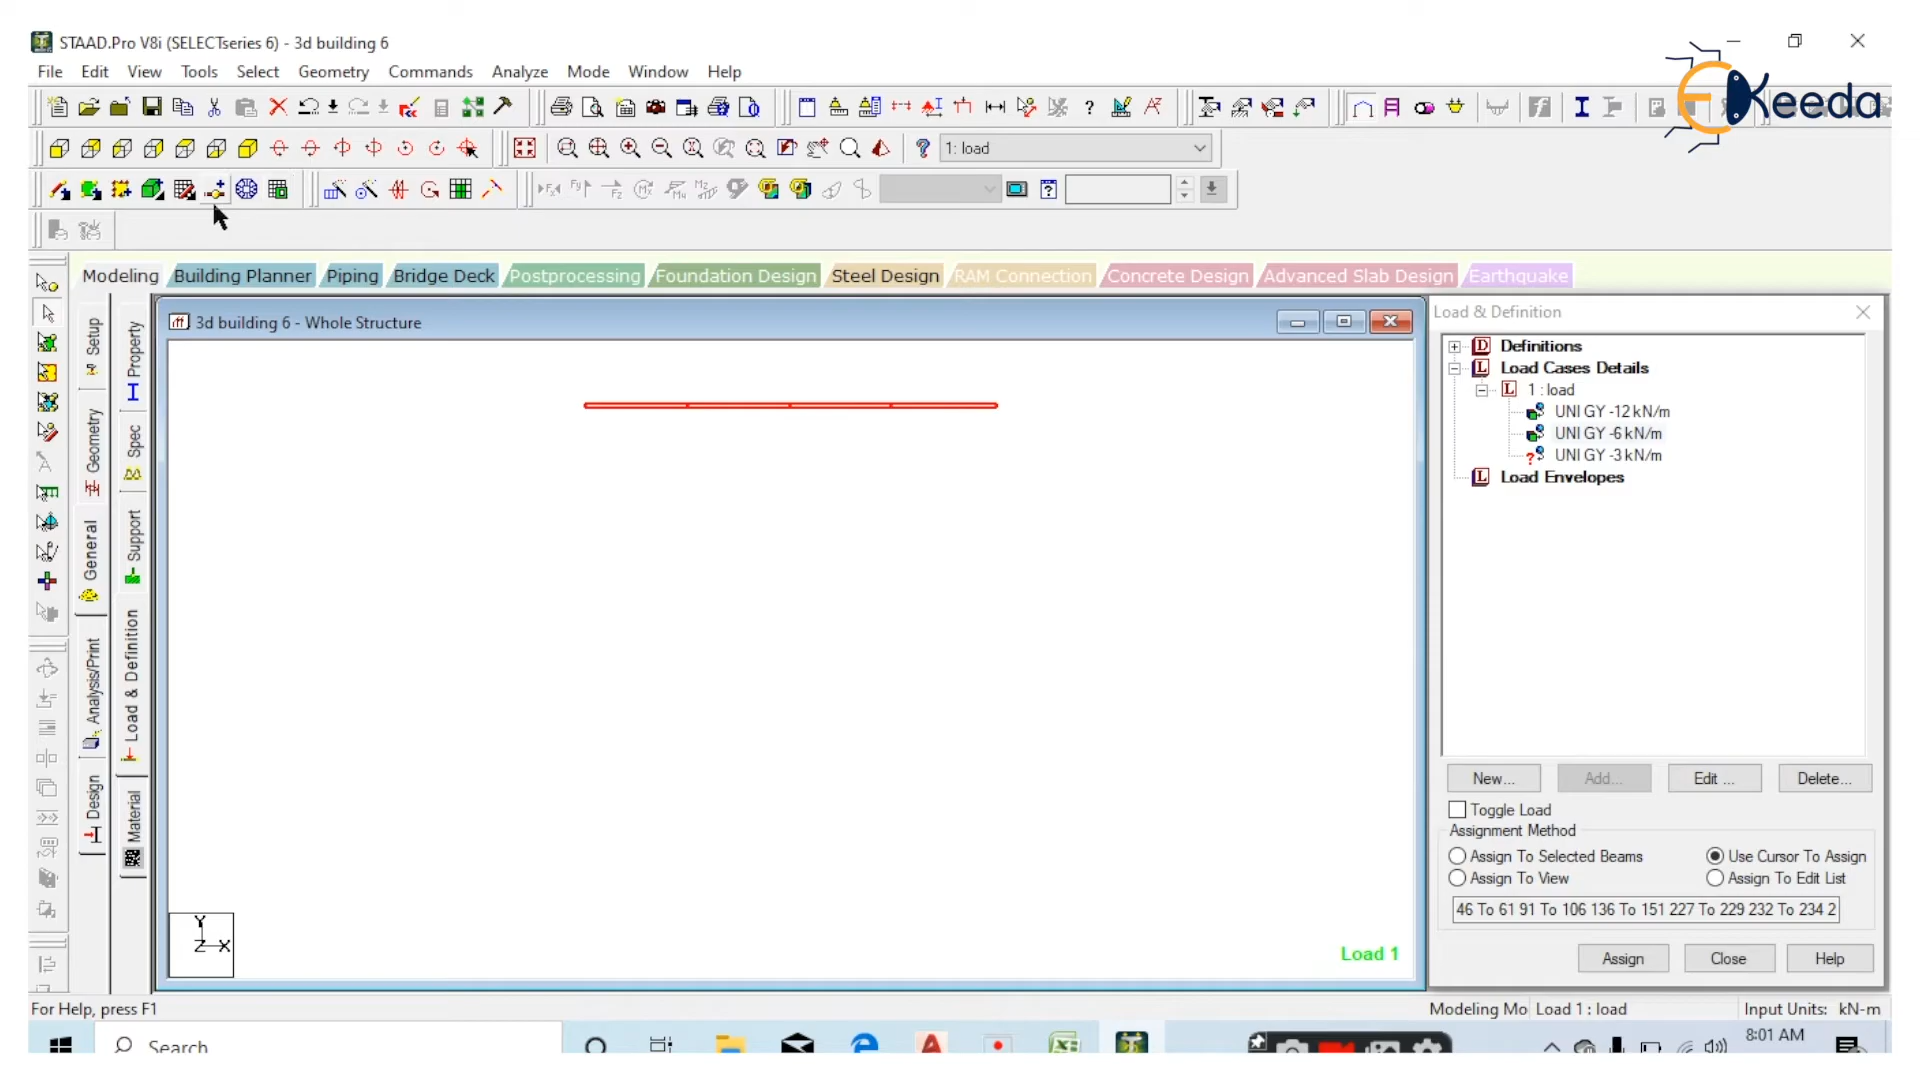 STAAD.Pro V8i (SELECTseries 6) - 3d building 6
File Edit View Tools Select Geometry Commands Analyze Mode Window Help
EKeeda
1: load
Modeling Building Planner Piping Bridge Deck Postprocessing Foundation Design Steel Design RAM Connection Concrete Design Advanced Slab Design Earthquake
Setup
Geometry
General
Analysis/Print
Design
Property
Spec
Support
Load & Definition
Material
3d building 6 - Whole Structure
Y
Z X
Load 1
Load & Definition
Definitions
Load Cases Details
1 : load
UNI GY -12 kN/m
UNI GY -6 kN/m
UNI GY -3 kN/m
Load Envelopes
New... Add... Edit ... Delete...
Toggle Load
Assignment Method
Assign To Selected Beams Use Cursor To Assign
Assign To View Assign To Edit List
46 To 61 91 To 106 136 To 151 227 To 229 232 To 234 2
Assign Close Help
For Help, press F1 Modeling Mo Load 1 : load Input Units: kN-m
Search 8:01 AM